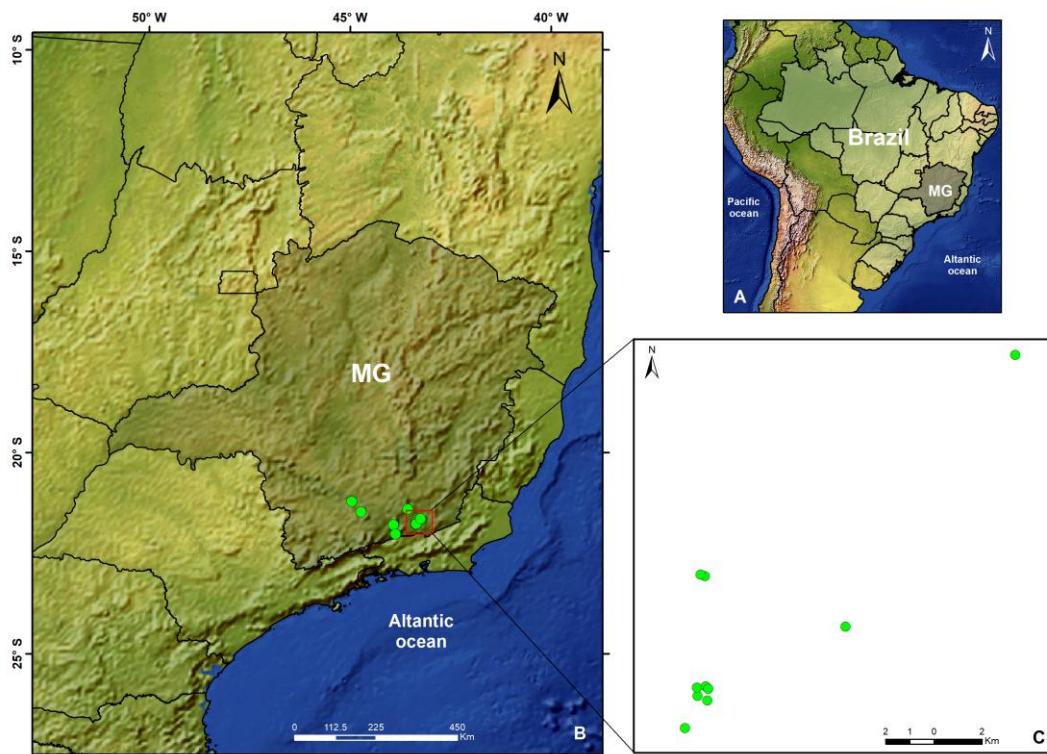 50° W
45° W
40° W
10° S
15° S
20° S
25° S
N
MG
Altantic
ocean
0
112.5
225
450
Km
B
N
Brazil
MG
Pacific
ocean
Altantic
ocean
A
N
2
1
0
2
Km
C